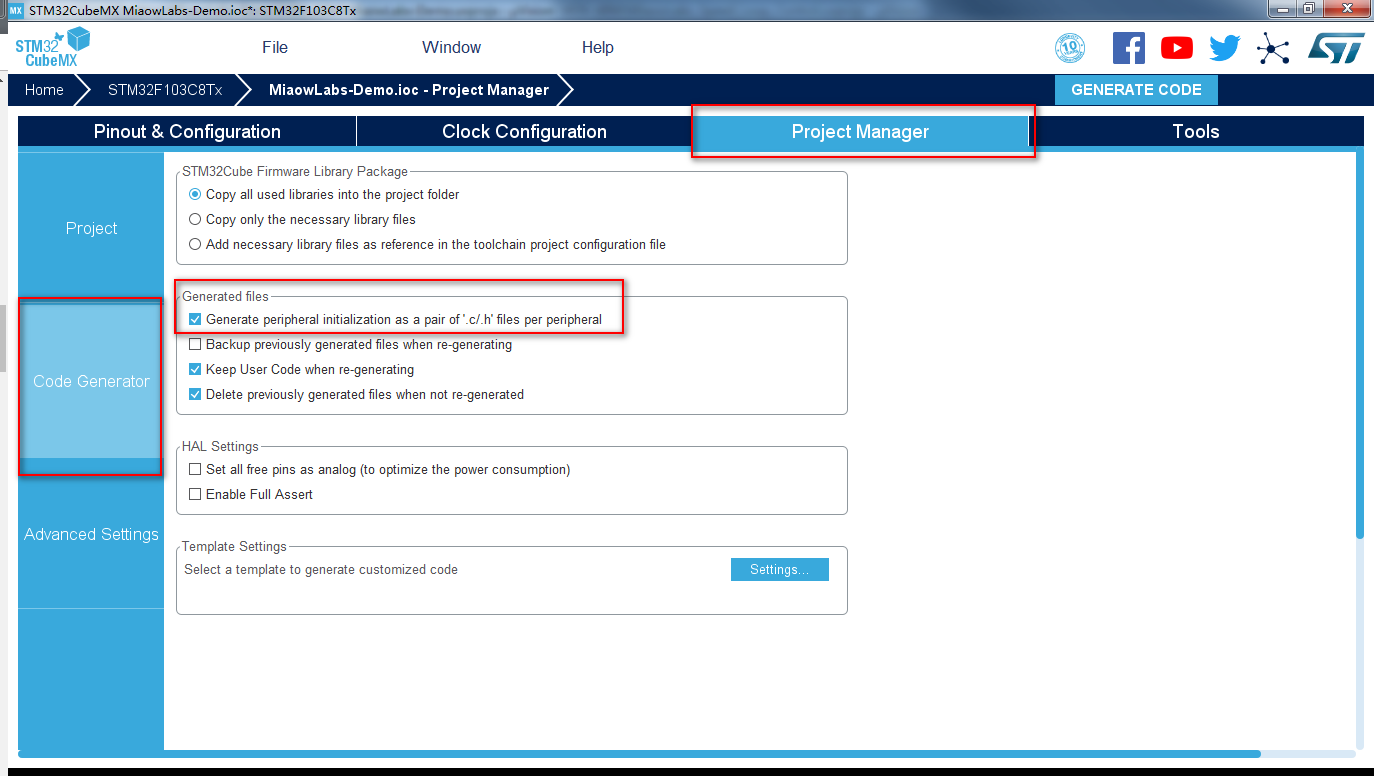 MX STM32CubeMX MiaowLabs-Demo.ioc*: STM32F103C8Tx
STM32
CubeMX
File
Window
Help
10
ST
Home
STM32F103C8Tx
MiaowLabs-Demo.ioc - Project Manager
GENERATE CODE
Pinout & Configuration
Clock Configuration
Project Manager
Tools
Project
Code Generator
Advanced Settings
STM32Cube Firmware Library Package
Copy all used libraries into the project folder
Copy only the necessary library files
Add necessary library files as reference in the toolchain project configuration file
Generated files
Generate peripheral initialization as a pair of '.c/.h' files per peripheral
Backup previously generated files when re-generating
Keep User Code when re-generating
Delete previously generated files when not re-generated
HAL Settings
Set all free pins as analog (to optimize the power consumption)
Enable Full Assert
Template Settings
Select a template to generate customized code
Settings...